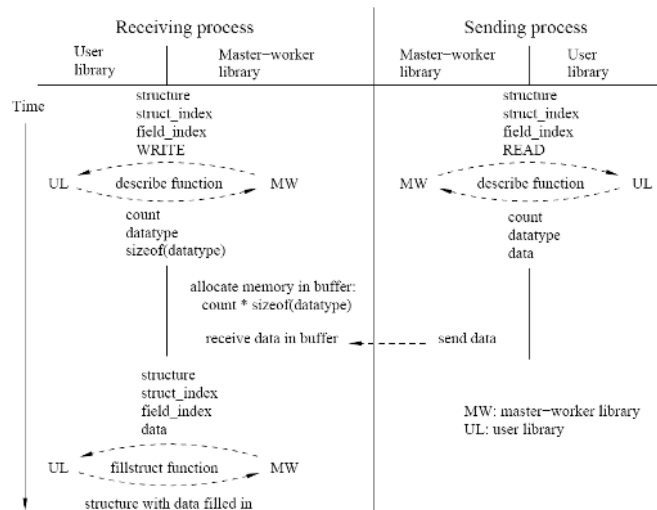 Receiving process
Sending process
User
library
Master−worker
library
Master−worker
library
User
library
Time
structure
struct_index
field_index
WRITE
structure
struct_index
field_index
READ
UL
describe function
MW
MW
describe function
UL
count
datatype
sizeof(datatype)
count
datatype
data
allocate memory in buffer:
count * sizeof(datatype)
receive data in buffer
send data
structure
struct_index
field_index
data
MW: master−worker library
UL: user library
UL
fillstruct function
MW
structure with data filled in